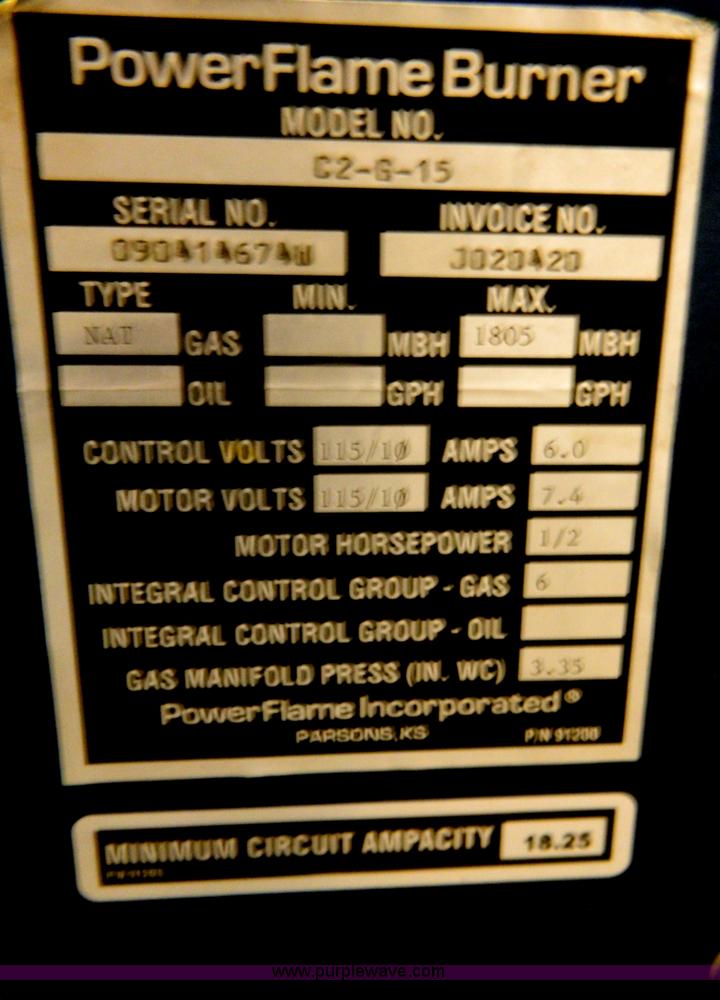 PowerFlame Burner
MODEL NO.
C2-G-15
SERIAL NO. INVOICE NO.
090414674W J020420
TYPE MIN. MAX.
NAT GAS MBH 1805 MBH
OIL GPH GPH
CONTROL VOLTS 115/1Ø AMPS 6.0
MOTOR VOLTS 115/1Ø AMPS 7.4
MOTOR HORSEPOWER 1/2
INTEGRAL CONTROL GROUP - GAS 6
INTEGRAL CONTROL GROUP - OIL
GAS MANIFOLD PRESS (IN. WC) 3.35
PowerFlame Incorporated®
PARSONS, KS P/N 91200
MINIMUM CIRCUIT AMPACITY 18.25
www.purplewave.com